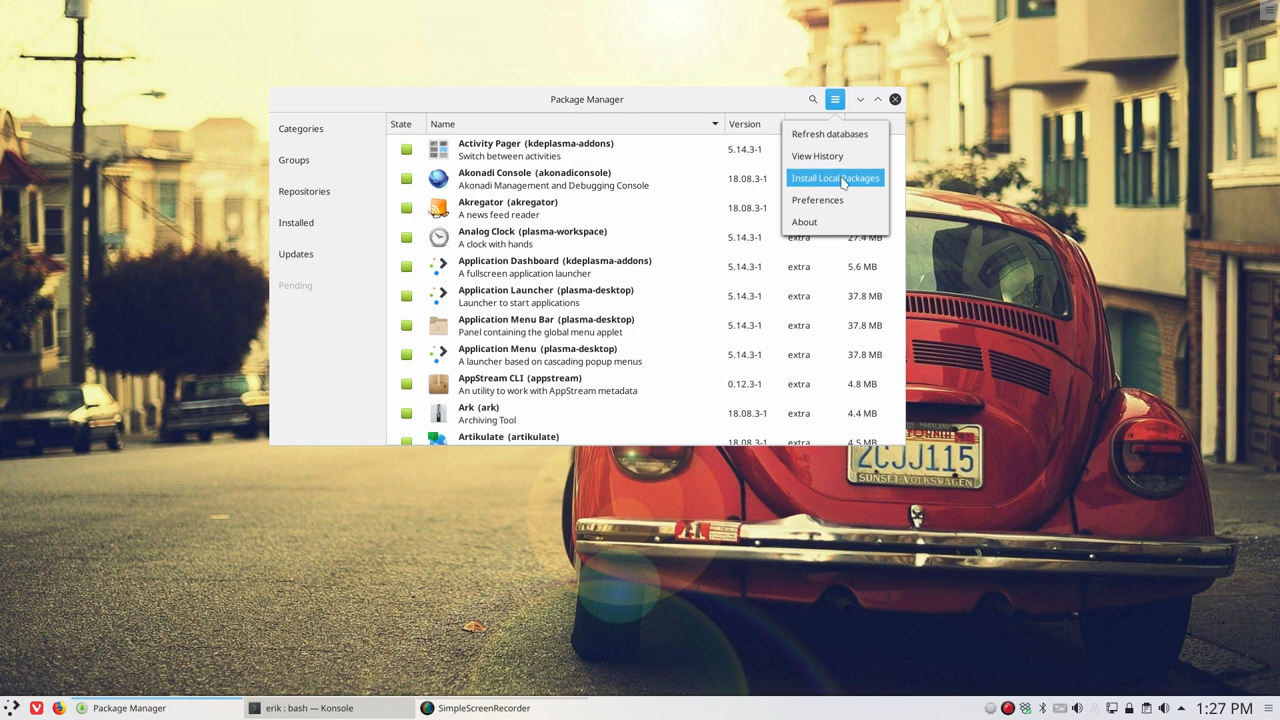 Package Manager
Categories
Groups
Repositories
Installed
Updates
Pending
State Name Version
Refresh databases
View History
Install Local Packages
Preferences
About
Activity Pager (kdeplasma-addons)
Switch between activities
5.14.3-1
Akonadi Console (akonadiconsole)
Akonadi Management and Debugging Console
18.08.3-1
Akregator (akregator)
A news feed reader
18.08.3-1
Analog Clock (plasma-workspace)
A clock with hands
5.14.3-1 extra 27.4 MB
Application Dashboard (kdeplasma-addons)
A fullscreen application launcher
5.14.3-1 extra 5.6 MB
Application Launcher (plasma-desktop)
Launcher to start applications
5.14.3-1 extra 37.8 MB
Application Menu Bar (plasma-desktop)
Panel containing the global menu applet
5.14.3-1 extra 37.8 MB
Application Menu (plasma-desktop)
A launcher based on cascading popup menus
5.14.3-1 extra 37.8 MB
AppStream CLI (appstream)
An utility to work with AppStream metadata
0.12.3-1 extra 4.8 MB
Ark (ark)
Archiving Tool
18.08.3-1 extra 4.4 MB
Artikulate (artikulate)
18.08.3-1 extra 4.5 MB
2CJJ115
SUNSET-VOLKSWAGEN
Package Manager
erik : bash — Konsole
SimpleScreenRecorder
1:27 PM